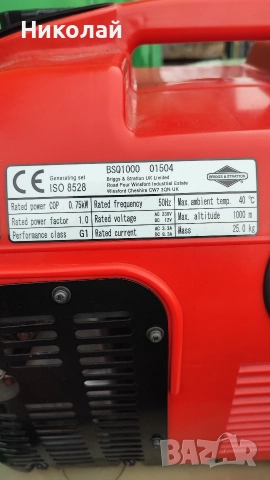 Николай
CE
Generating set
ISO 8528
BSQ1000 01504
Briggs & Stratton UK Limited
Road Four Winsford Industrial Estate
Winsford Cheshire CW7 3QN UK
BRIGGS & STRATTON
Rated power COP 0.75kW Rated frequency 50Hz Max.ambient temp. 40 ℃
Rated power factor 1.0 Rated voltage AC 230V DC 12V Max. altitude 1000 m
Performance class G1 Rated current AC 3.3A DC 8.3A Mass 25.0 kg
bazar.bg